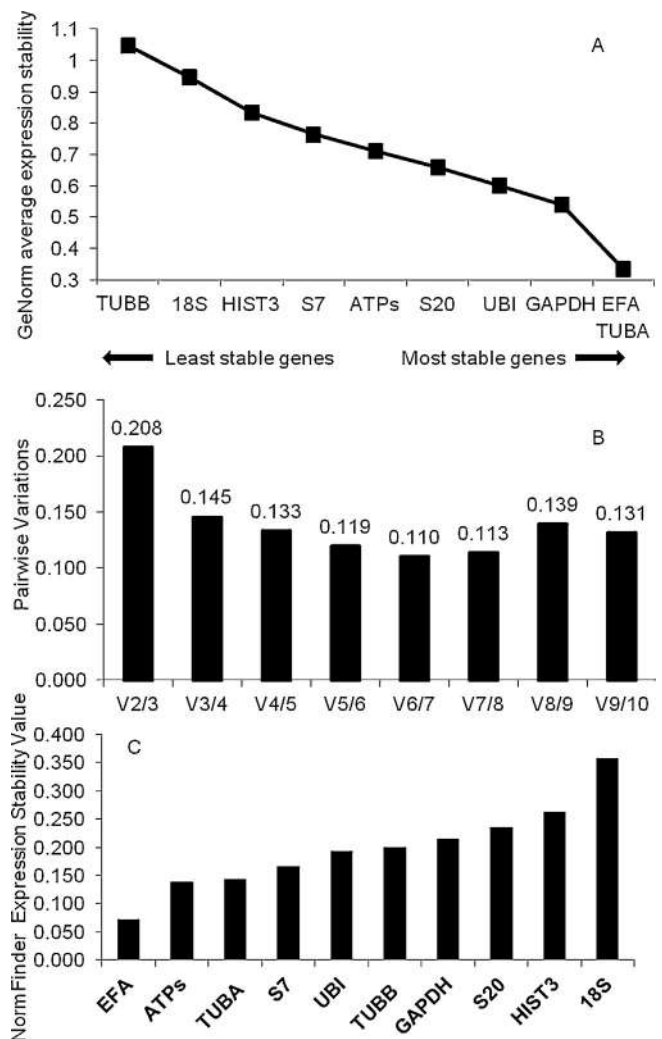 GeNorm average expression stability
A
1.1
1
0.9
0.8
0.7
0.6
0.5
0.4
0.3
TUBB 18S HIST3 S7 ATPs S20 UBI GAPDH EFA
TUBA
Least stable genes Most stable genes
Pairwise Variations
B
0.250
0.200
0.150
0.100
0.050
0.000
0.208
0.145
0.133
0.119
0.110
0.113
0.139
0.131
V2/3 V3/4 V4/5 V5/6 V6/7 V7/8 V8/9 V9/10
NormFinder Expression Stability Value
C
0.400
0.350
0.300
0.250
0.200
0.150
0.100
0.050
0.000
EFA ATPs TUBA S7 UBI TUBB GAPDH S20 HIST3 18S